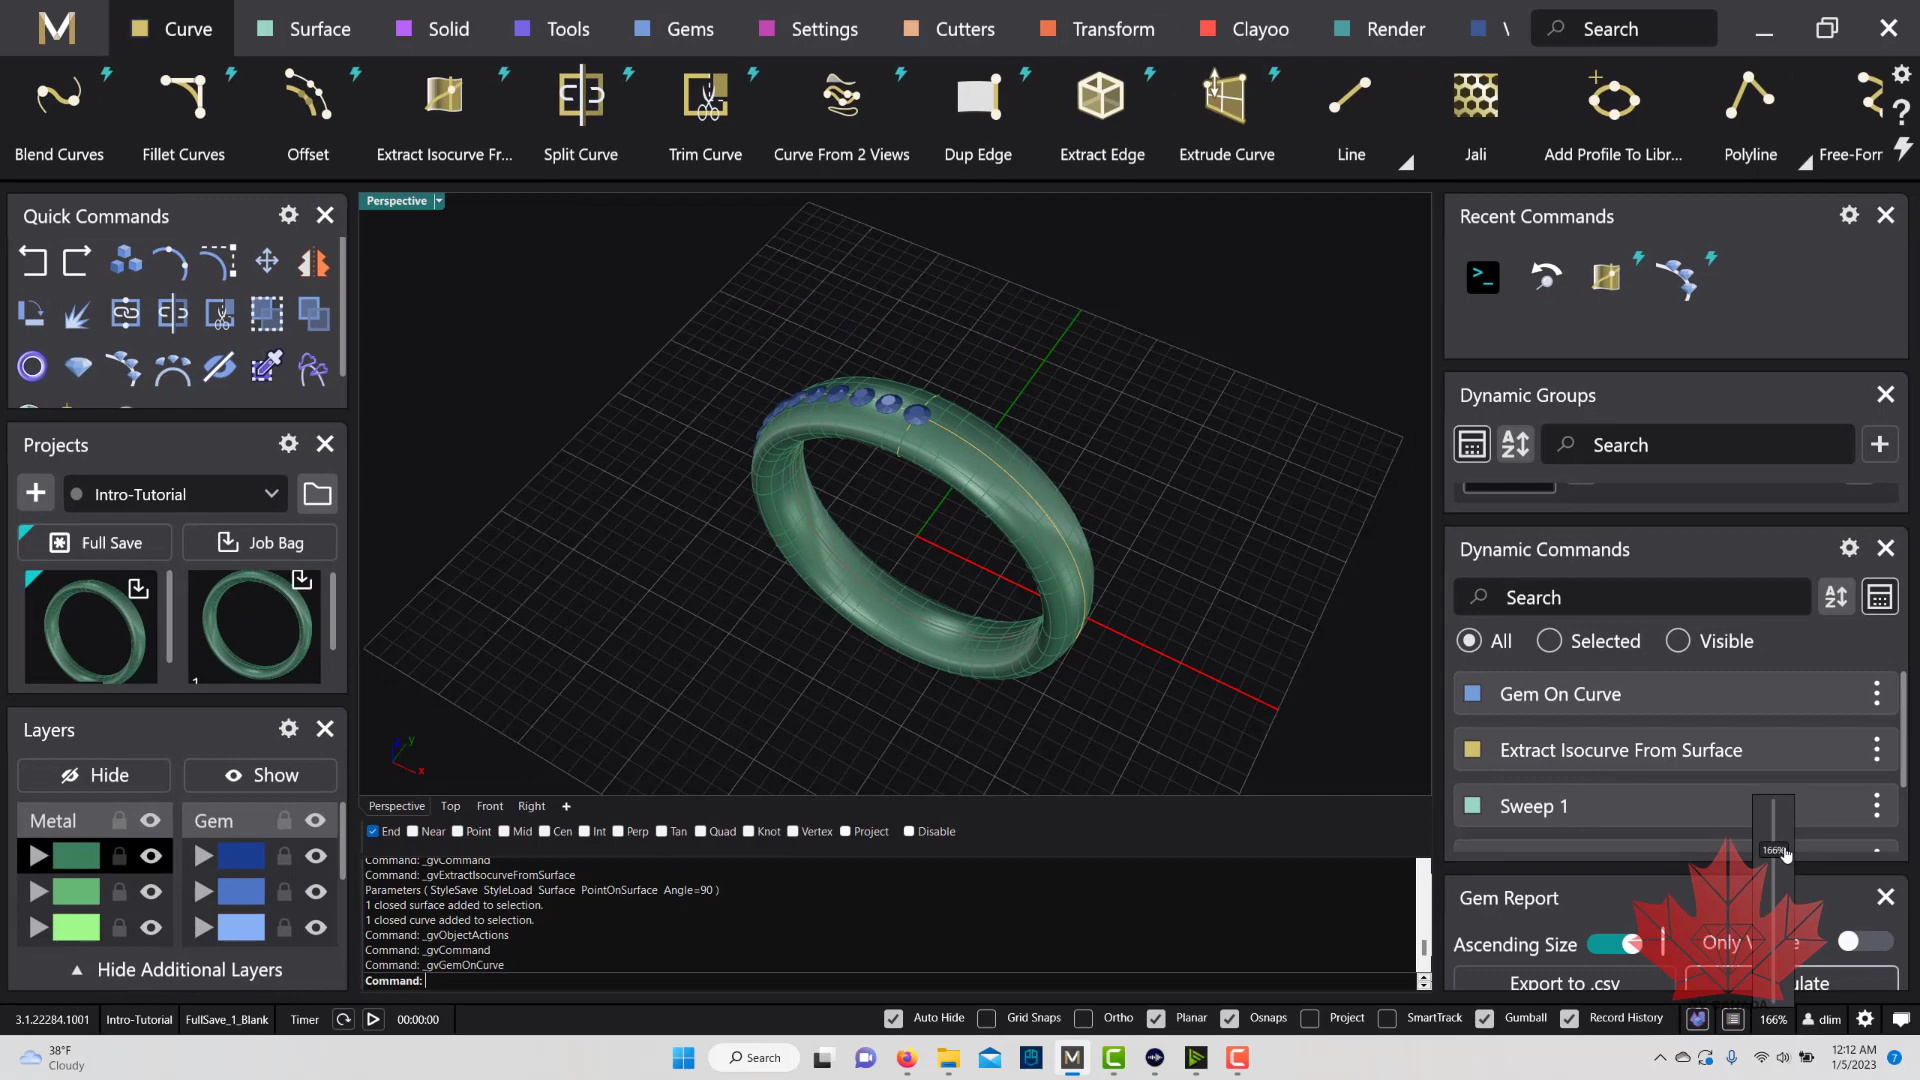 Curve
Surface
Solid
Tools
Gems
Settings
Cutters
Transform
Clayoo
Render
Search
Blend Curves
Fillet Curves
Offset
Extract Isocurve Fr...
Split Curve
Trim Curve
Curve From 2 Views
Dup Edge
Extract Edge
Extrude Curve
Line
Jali
Add Profile To Libr...
Polyline
Free-Forr
Quick Commands
Projects
Intro-Tutorial
Full Save
Job Bag
1
Layers
Hide
Show
Metal
Gem
Hide Additional Layers
Perspective
z
y
x
Perspective
Top
Front
Right
+
End
Near
Point
Mid
Cen
Int
Perp
Tan
Quad
Knot
Vertex
Project
Disable
Command: _gvCommand
Command: _gvExtractIsocurveFromSurface
Parameters ( StyleSave StyleLoad Surface PointOnSurface Angle=90 )
1 closed surface added to selection.
1 closed curve added to selection.
Command: _gvObjectActions
Command: _gvCommand
Command: _gvGemOnCurve
Command:
Recent Commands
Dynamic Groups
Search
Dynamic Commands
Search
All
Selected
Visible
Gem On Curve
Extract Isocurve From Surface
Sweep 1
166%
Gem Report
Ascending Size
Only V
Export to .csv
ulate
3.1.22284.1001
Intro-Tutorial
FullSave_1_Blank
Timer
00:00:00
Auto Hide
Grid Snaps
Ortho
Planar
Osnaps
Project
SmartTrack
Gumball
Record History
166%
dlim
38°F
Cloudy
Search
12:12 AM
1/5/2023
7